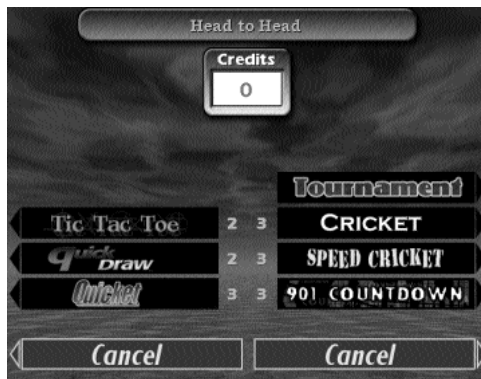 Head to Head
Credits
0
Tournament
Tic Tac Toe 2 3 CRICKET
Quick Draw 2 3 SPEED CRICKET
Quicket 3 3 901 COUNTDOWN
Cancel Cancel